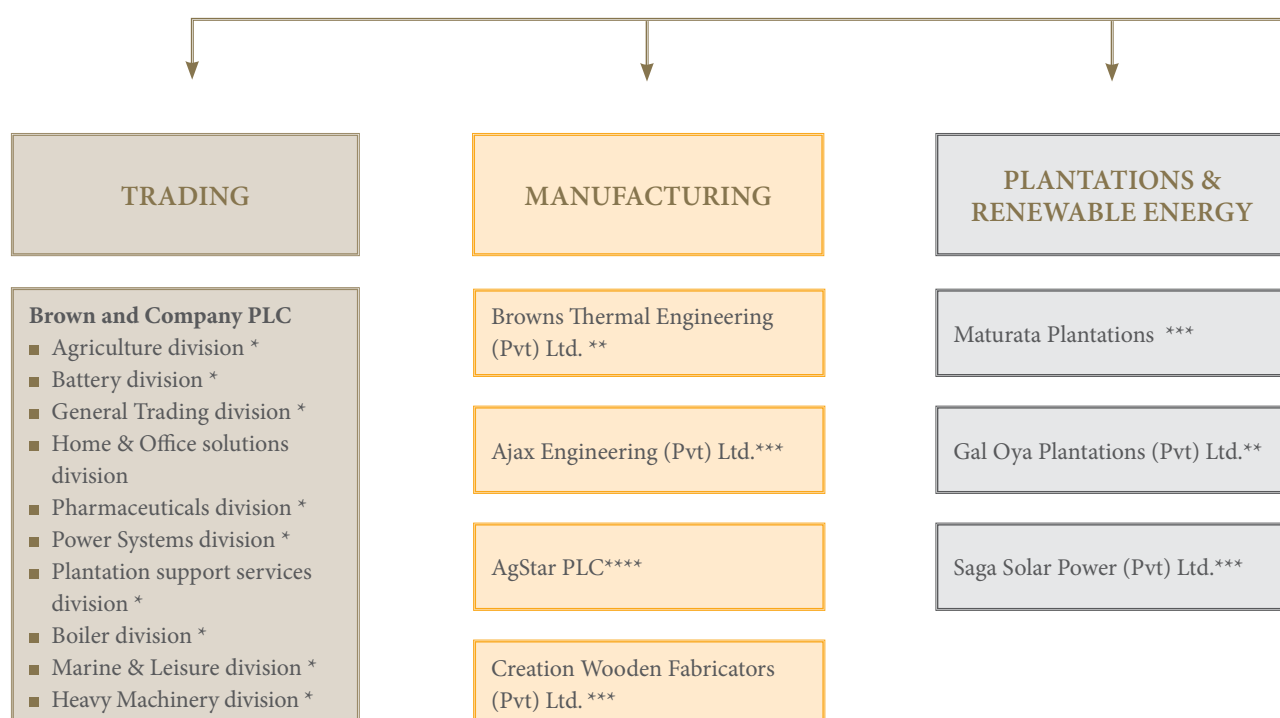 TRADING
Brown and Company PLC
Agriculture division *
Battery division *
General Trading division *
Home & Office solutions
division
Pharmaceuticals division *
Power Systems division *
Plantation support services
division *
Boiler division *
Marine & Leisure division *
Heavy Machinery division *
MANUFACTURING
Browns Thermal Engineering
(Pvt) Ltd. **
Ajax Engineering (Pvt) Ltd.***
AgStar PLC****
Creation Wooden Fabricators
(Pvt) Ltd. ***
PLANTATIONS &
RENEWABLE ENERGY
Maturata Plantations ***
Gal Oya Plantations (Pvt) Ltd.**
Saga Solar Power (Pvt) Ltd.***